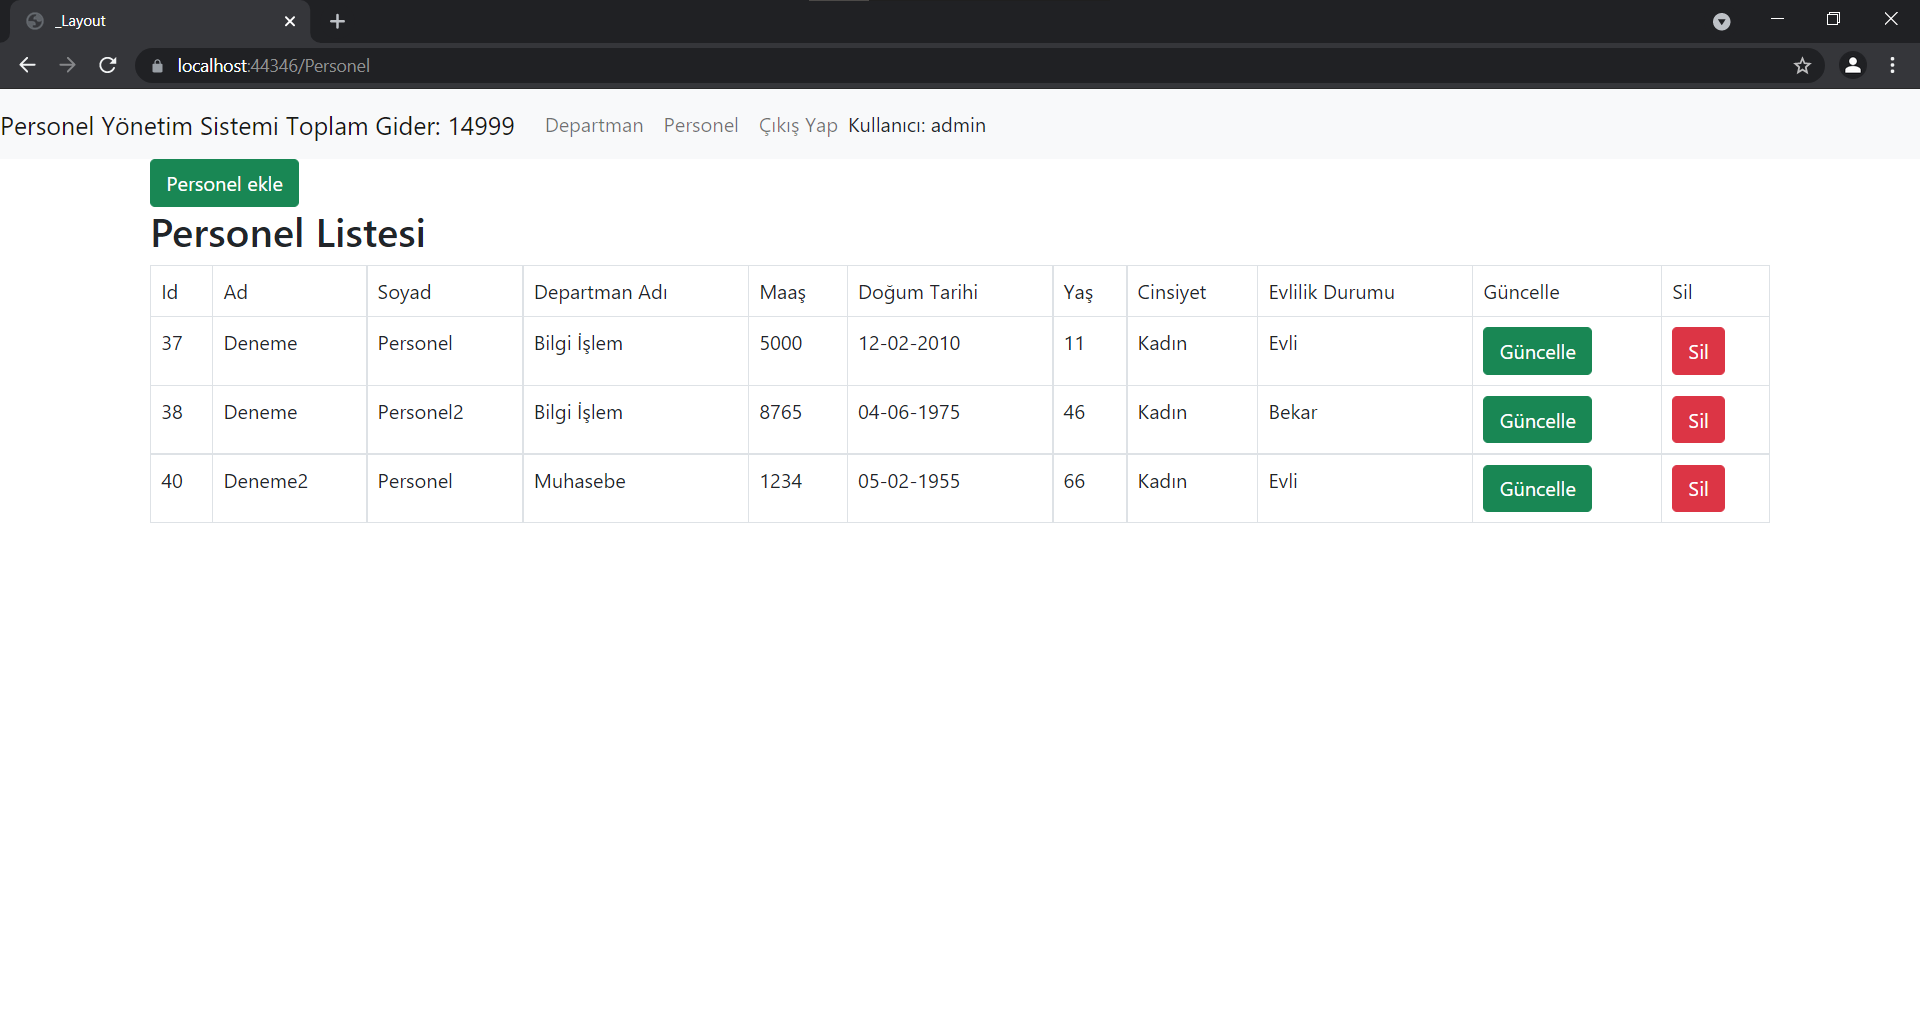 _Layout
localhost:44346/Personel
Personel Yönetim Sistemi Toplam Gider: 14999 Departman Personel Çıkış Yap Kullanıcı: admin
Personel ekle
Personel Listesi
Id Ad Soyad Departman Adı Maaş Doğum Tarihi Yaş Cinsiyet Evlilik Durumu Güncelle Sil
37 Deneme Personel Bilgi İşlem 5000 12-02-2010 11 Kadın Evli Güncelle Sil
38 Deneme Personel2 Bilgi İşlem 8765 04-06-1975 46 Kadın Bekar Güncelle Sil
40 Deneme2 Personel Muhasebe 1234 05-02-1955 66 Kadın Evli Güncelle Sil